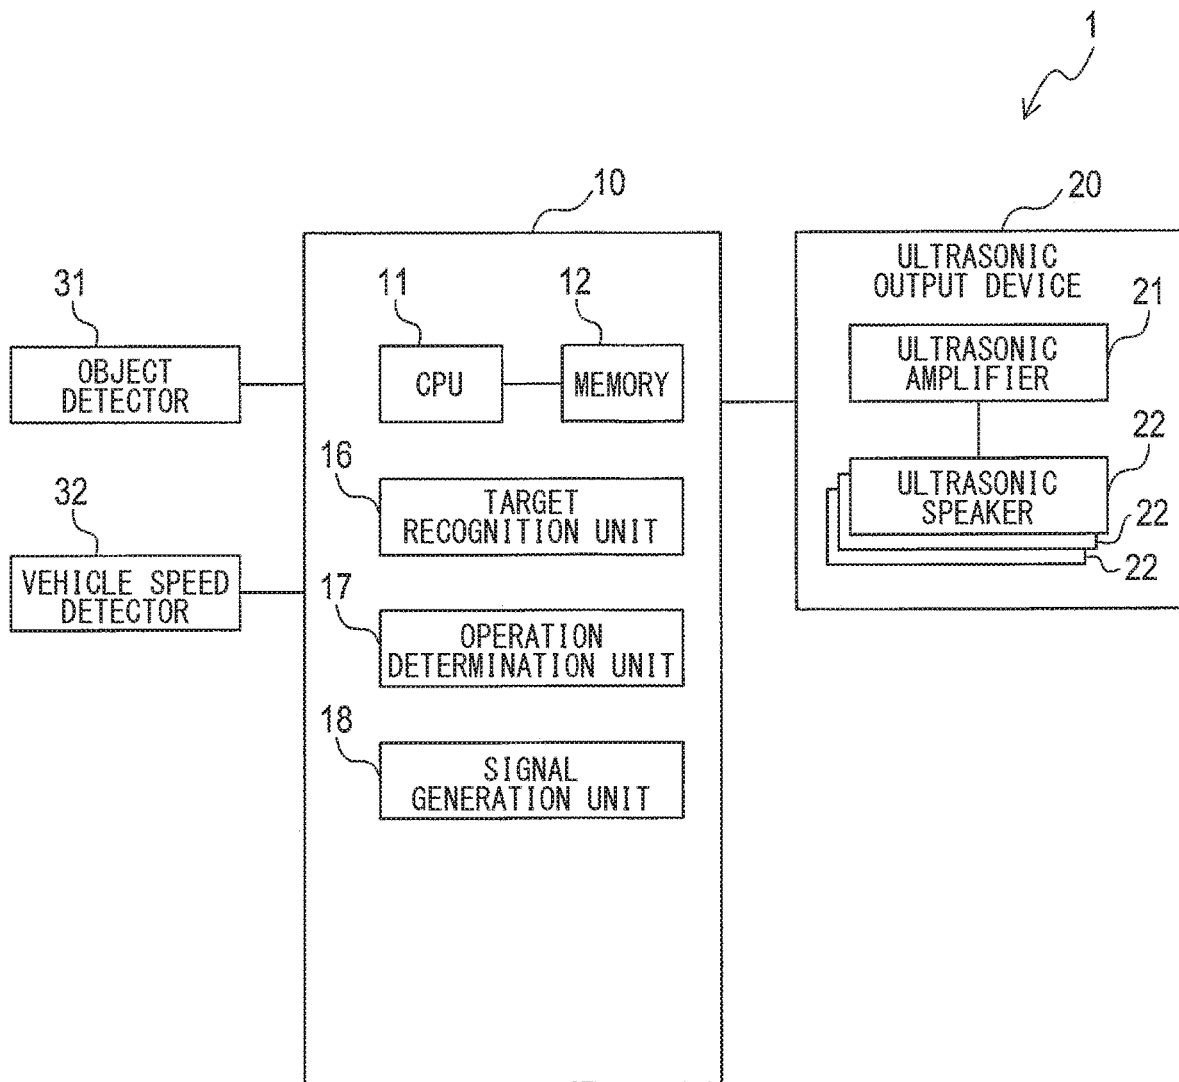 1
10
20
ULTRASONIC
OUTPUT DEVICE
31
11
12
21
OBJECT
DETECTOR
CPU
MEMORY
ULTRASONIC
AMPLIFIER
16
22
32
TARGET
RECOGNITION UNIT
ULTRASONIC
SPEAKER
22
22
VEHICLE SPEED
DETECTOR
17
OPERATION
DETERMINATION UNIT
18
SIGNAL
GENERATION UNIT